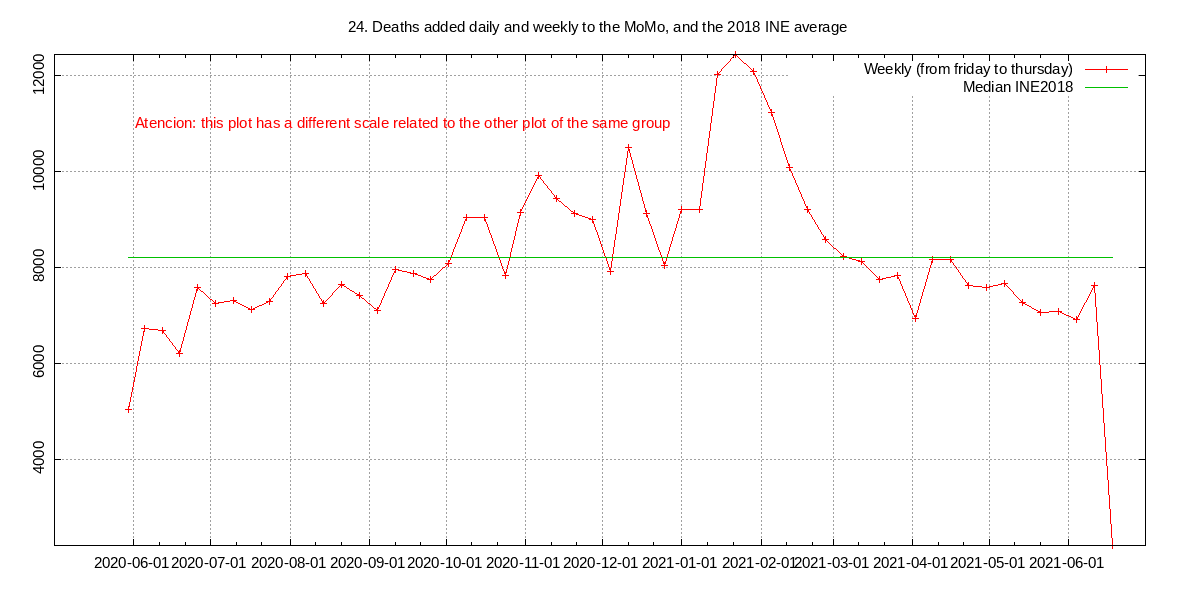 24. Deaths added daily and weekly to the MoMo, and the 2018 INE average
12000
Weekly (from friday to thursday)
Median INE2018
Atencion: this plot has a different scale related to the other plot of the same group
10000
8000
6000
4000
2020-06-01 2020-07-01 2020-08-01 2020-09-01 2020-10-01 2020-11-01 2020-12-01 2021-01-01 2021-02-01 2021-03-01 2021-04-01 2021-05-01 2021-06-01